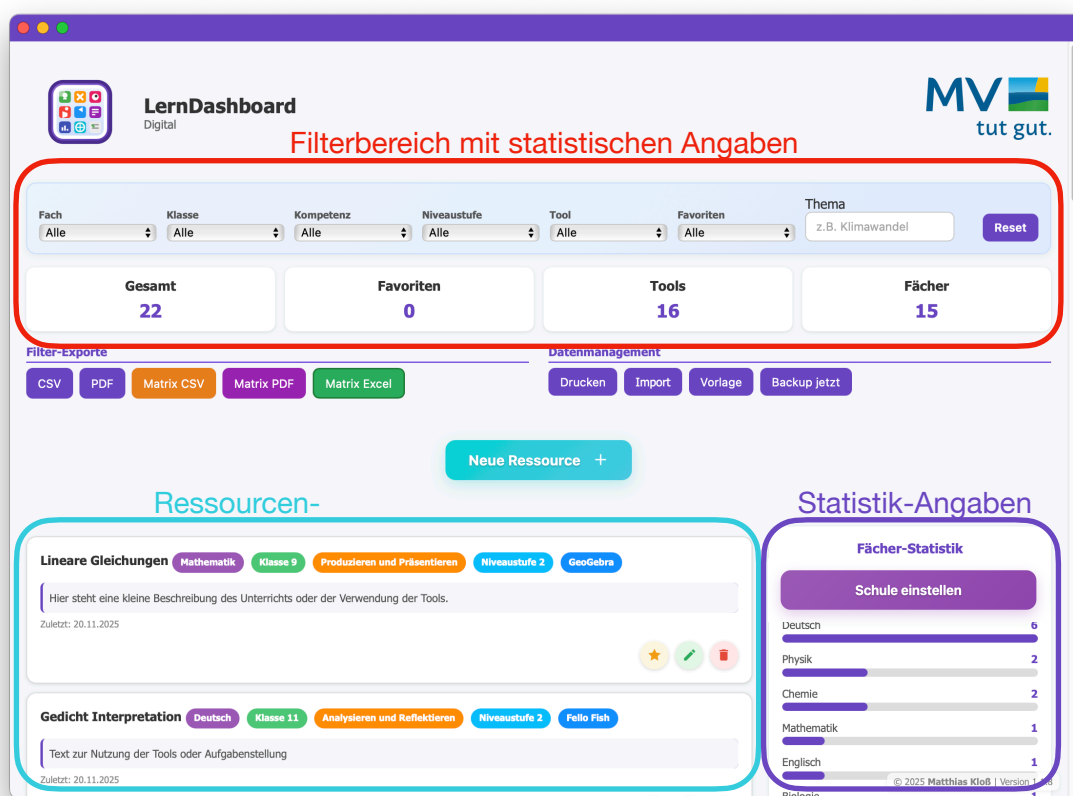 LernDashboard
Digital
MV
tut gut.
Filterbereich mit statistischen Angaben
Fach Klasse Kompetenz Niveaustufe Tool Favoriten Thema
Alle Alle Alle Alle Alle Alle z.B. Klimawandel Reset
Gesamt Favoriten Tools Fächer
22 0 16 15
Filter-Exporte Datenmanagement
CSV PDF Matrix CSV Matrix PDF Matrix Excel Drucken Import Vorlage Backup jetzt
Neue Ressource +
Ressourcen-
Lineare Gleichungen Mathematik Klasse 9 Produzieren und Präsentieren Niveaustufe 2 GeoGebra
Hier steht eine kleine Beschreibung des Unterrichts oder der Verwendung der Tools.
Zuletzt: 20.11.2025
Gedicht Interpretation Deutsch Klasse 11 Analysieren und Reflektieren Niveaustufe 2 Fello Fish
Text zur Nutzung der Tools oder Aufgabenstellung
Zuletzt: 20.11.2025
Statistik-Angaben
Fächer-Statistik
Schule einstellen
Deutsch 6
Physik 2
Chemie 2
Mathematik 1
Englisch 1
© 2025 Matthias Kloß | Version
Biologie 1